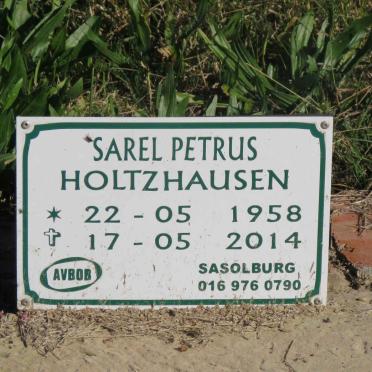 SAREL PETRUS
HOLTZHAUSEN
✶ 22 - 05 1958
✝ 17 - 05 2014
AVBOB
SASOLBURG
016 976 0790